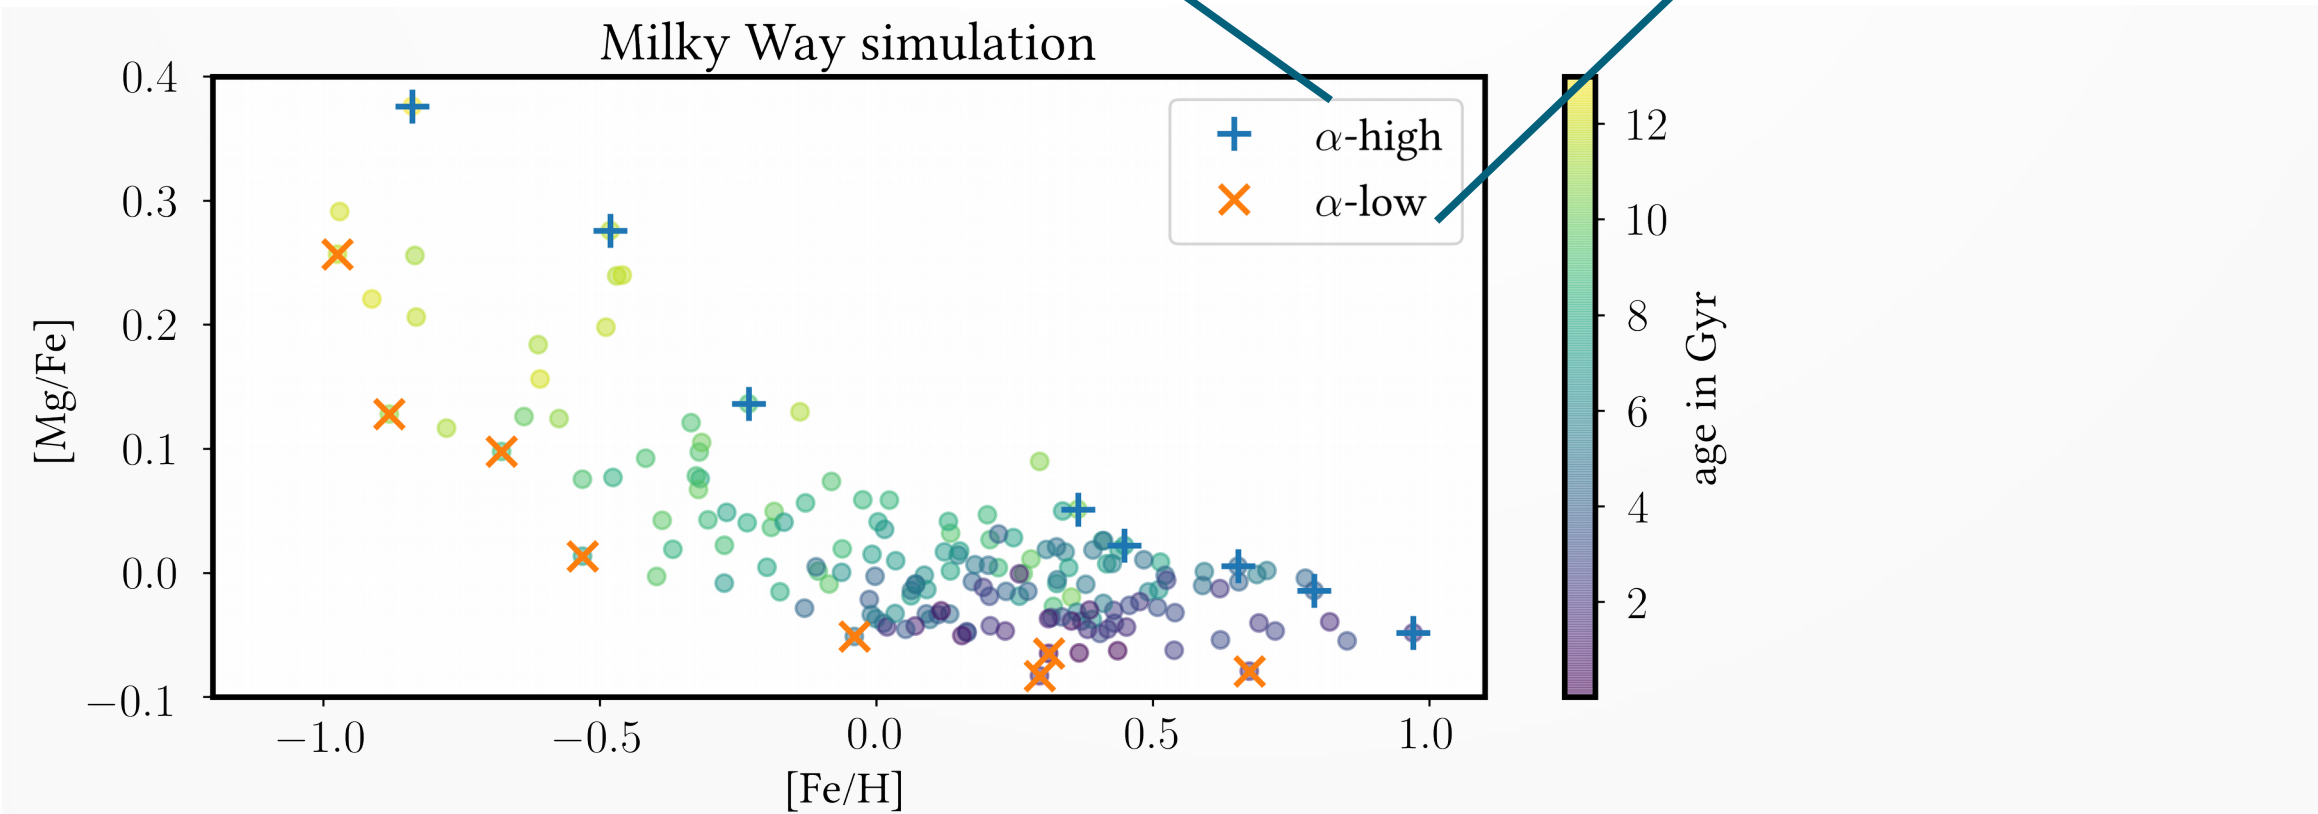 Milky Way simulation
0.4
0.3
0.2
0.1
0.0
−0.1
[Mg/Fe]
α-high
α-low
−1.0 −0.5 0.0 0.5 1.0
[Fe/H]
12
10
8
6
4
2
age in Gyr